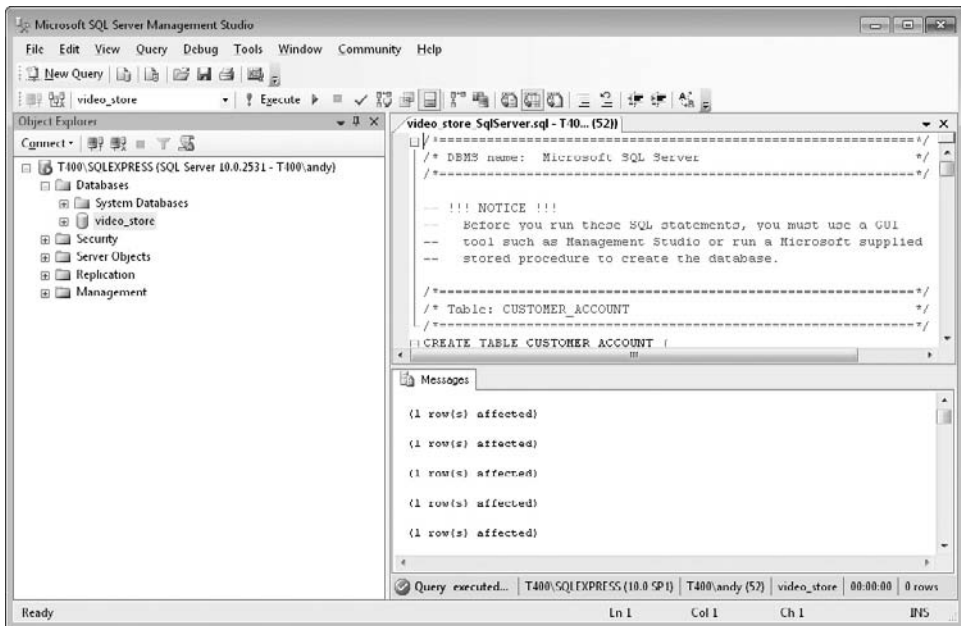 Microsoft SQL Server Management Studio
File Edit View Query Debug Tools Window Community Help
New Query
video_store
Execute
Object Explorer
Connect
T400\SQLEXPRESS (SQL Server 10.0.2531 - T400\andy)
Databases
System Databases
video_store
Security
Server Objects
Replication
Management
video_store_SqlServer.sql - T40... (52))
/*==============================================================*/
/* DBMS name: Microsoft SQL Server */
/*==============================================================*/
-- !!! NOTICE !!!
-- Before you run these SQL statements, you must use a GUI
-- tool such as Management Studio or run a Microsoft supplied
-- stored procedure to create the database.
/*==============================================================*/
/* Table: CUSTOMER_ACCOUNT */
/*==============================================================*/
CREATE TABLE CUSTOMER_ACCOUNT (
Messages
(1 row(s) affected)
(1 row(s) affected)
(1 row(s) affected)
(1 row(s) affected)
(1 row(s) affected)
Query executed... T400\SQLEXPRESS (10.0 SP1) T400\andy (52) video_store 00:00:00 0 rows
Ready Ln 1 Col 1 Ch 1 INS